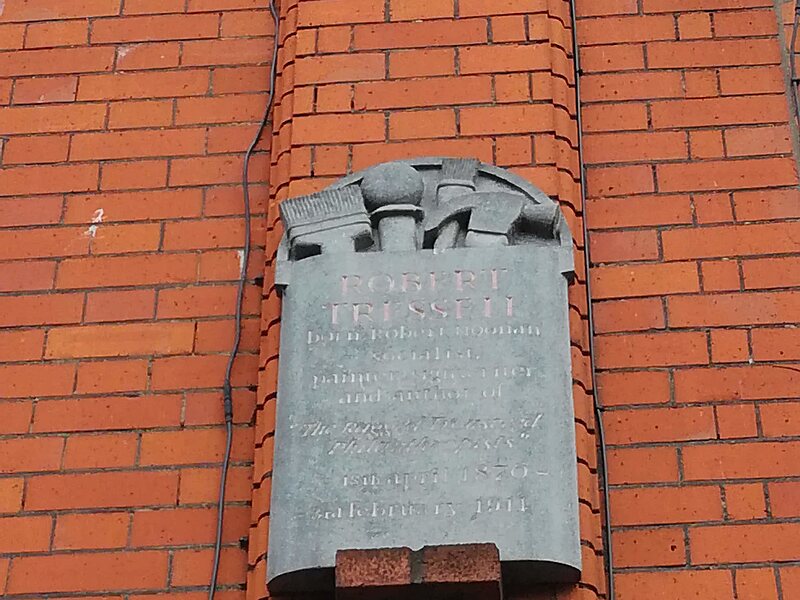 ROBERT
TRESSELL
born Robert Noonan
socialist,
painter, signwriter
and author of
"The Ragged Trousered
Philanthropists"
18th april 1870 -
3rd february 1911